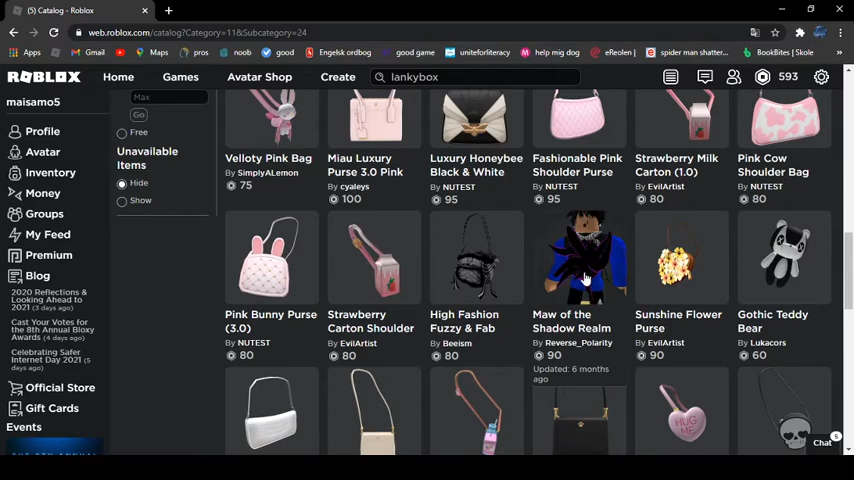 (5) Catalog - Roblox
web.roblox.com/catalog?Category=11&Subcategory=24
Apps
Gmail
Maps
pros
noob
good
Engelsk ordbog
good game
uniteforliteracy
help mig dog
eReolen
spider man shatter...
BookBites | Skole
ROBLOX
Home
Games
Avatar Shop
Create
lankybox
593
maisamo5
Profile
Avatar
Inventory
Money
Groups
My Feed
Premium
Blog
2020 Reflections &
Looking Ahead to
2021 (3 days ago)
Cast Your Votes for
the 8th Annual Bloxy
Awards (4 days ago)
Celebrating Safer
Internet Day 2021 (5
days ago)
Official Store
Gift Cards
Events
Max
Go
Free
Unavailable
Items
Hide
Show
Velloty Pink Bag
By SimplyALemon
75
Miau Luxury
Purse 3.0 Pink
By cyaleys
100
Luxury Honeybee
Black & White
By NUTEST
95
Fashionable Pink
Shoulder Purse
By NUTEST
95
Strawberry Milk
Carton (1.0)
By EvilArtist
80
Pink Cow
Shoulder Bag
By NUTEST
80
Pink Bunny Purse
(3.0)
By NUTEST
80
Strawberry
Carton Shoulder
By EvilArtist
80
High Fashion
Fuzzy & Fab
By Beeism
80
Maw of the
Shadow Realm
By Reverse_Polarity
90
Updated: 6 months
ago
Sunshine Flower
Purse
By EvilArtist
90
Gothic Teddy
Bear
By Lukacors
60
HUG
ME
Chat
5